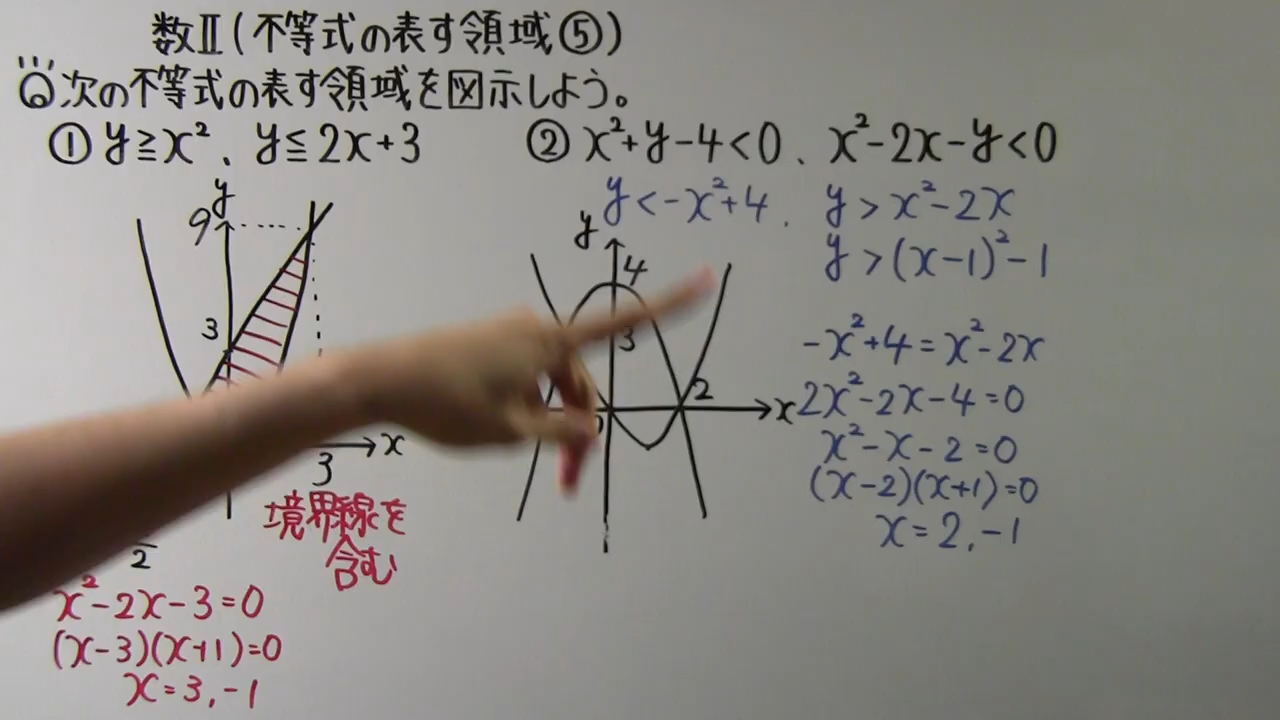 数Ⅱ(不等式の表す領域⑤)
Q次の不等式の表す領域を図示しよう。
① y≧x²、y≦2x+3
y
9
3
x
3
境界線を
含む
2
x²-2x-3=0
(x-3)(x+1)=0
x=3,-1
② x²+y-4<0、x²-2x-y<0
y<-x²+4、y>x²-2x
y>(x-1)²-1
y
4
3
2
x
0
-x²+4=x²-2x
2x²-2x-4=0
x²-x-2=0
(x-2)(x+1)=0
x=2,-1